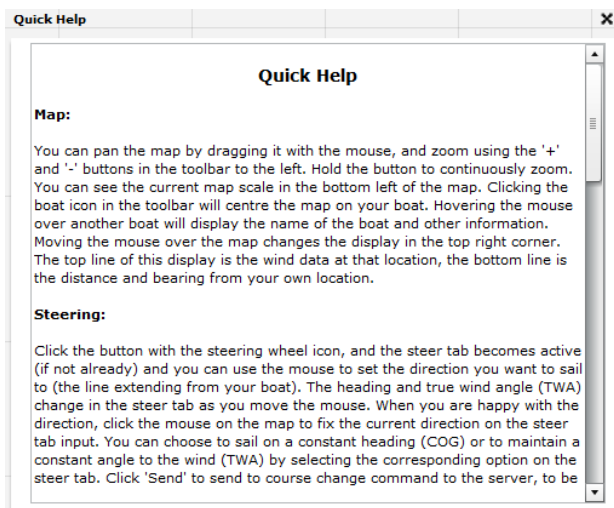 Quick Help
Quick Help
Map:
You can pan the map by dragging it with the mouse, and zoom using the '+'
and '-' buttons in the toolbar to the left. Hold the button to continuously zoom.
You can see the current map scale in the bottom left of the map. Clicking the
boat icon in the toolbar will centre the map on your boat. Hovering the mouse
over another boat will display the name of the boat and other information.
Moving the mouse over the map changes the display in the top right corner.
The top line of this display is the wind data at that location, the bottom line is
the distance and bearing from your own location.
Steering:
Click the button with the steering wheel icon, and the steer tab becomes active
(if not already) and you can use the mouse to set the direction you want to sail
to (the line extending from your boat). The heading and true wind angle (TWA)
change in the steer tab as you move the mouse. When you are happy with the
direction, click the mouse on the map to fix the current direction on the steer
tab input. You can choose to sail on a constant heading (COG) or to maintain a
constant angle to the wind (TWA) by selecting the corresponding option on the
steer tab. Click 'Send' to send to course change command to the server, to be